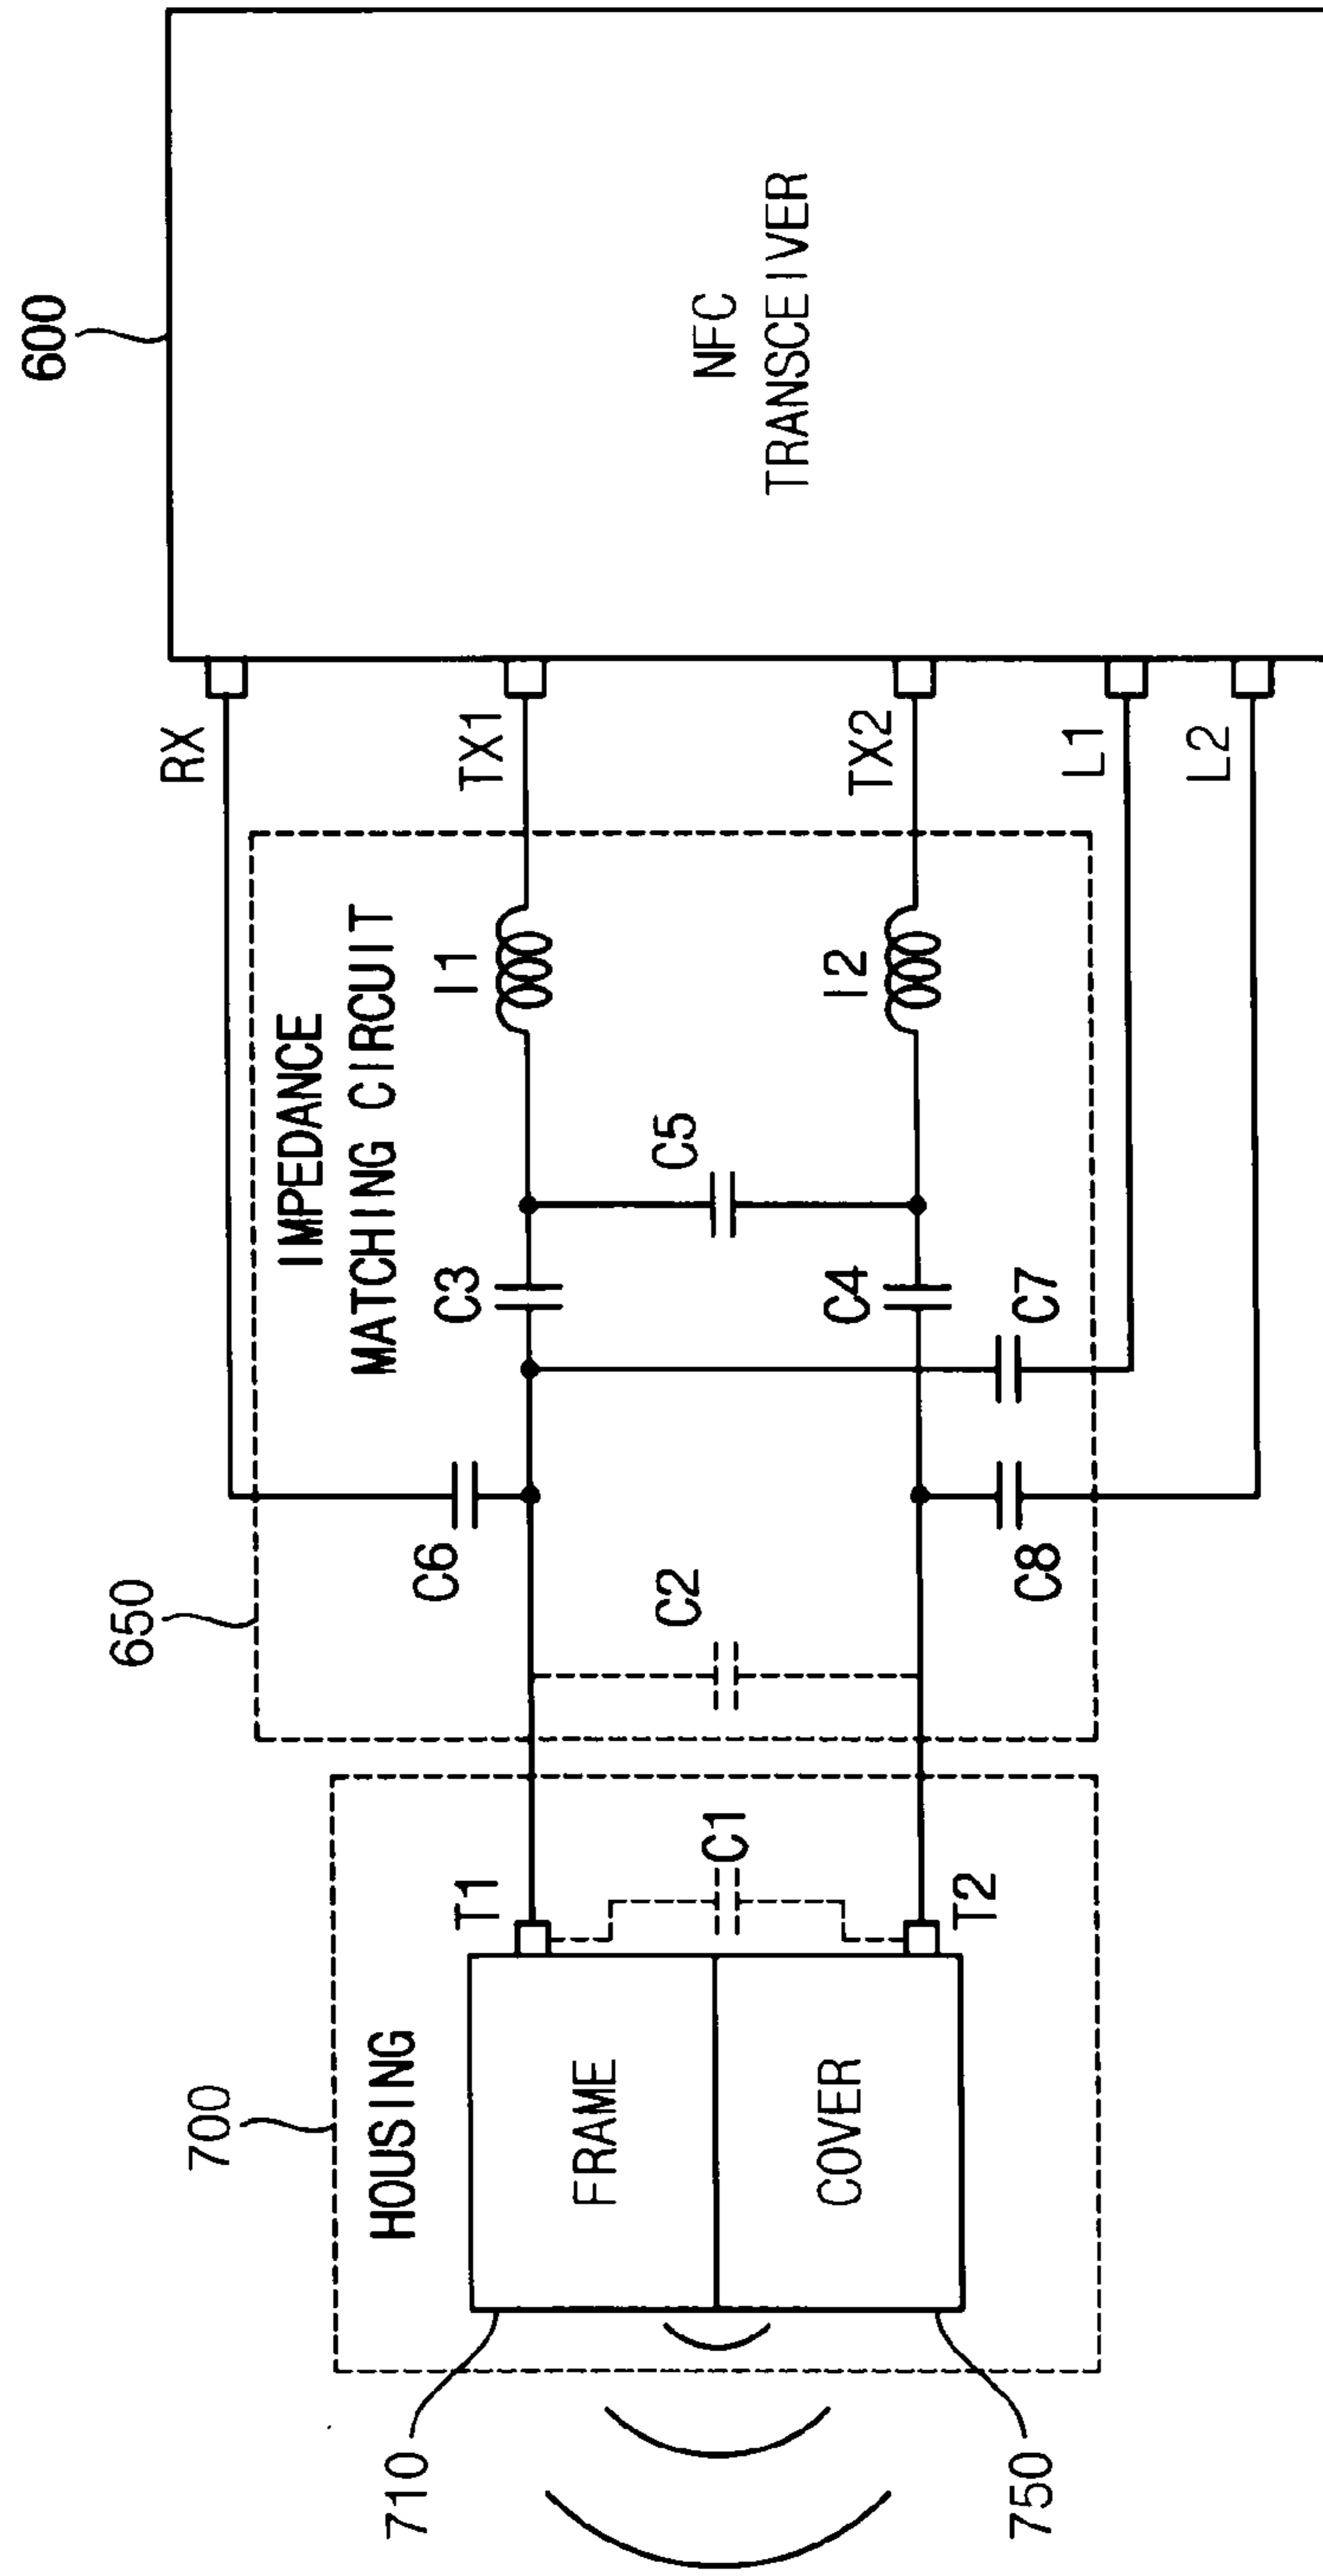 600
NFC
TRANSCEIVER
RX
TX1
TX2
L1
L2
650
IMPEDANCE
MATCHING CIRCUIT
I1
I2
C5
C3
C4
C7
C6
C8
C2
700
HOUSING
T1
C1
T2
FRAME
COVER
710
750